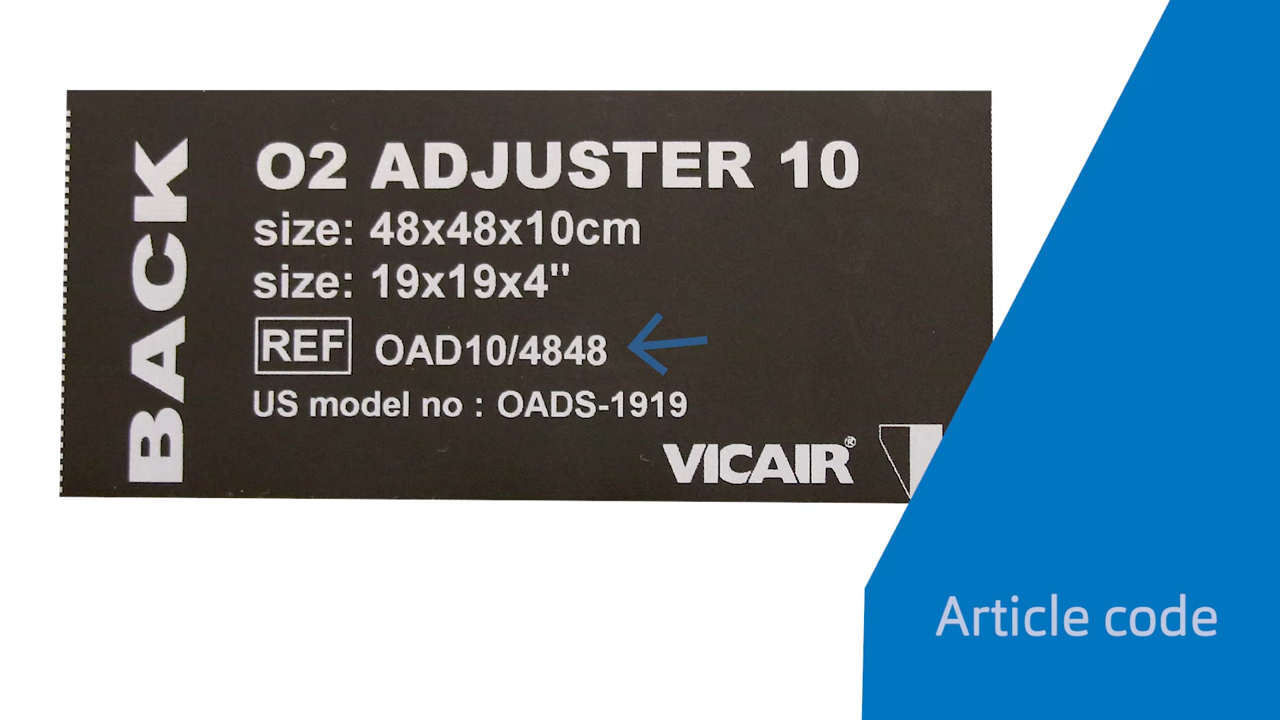 BACK
O2 ADJUSTER 10
size: 48x48x10cm
size: 19x19x4"
REF OAD10/4848
US model no : OADS-1919
VICAIR®
Article code